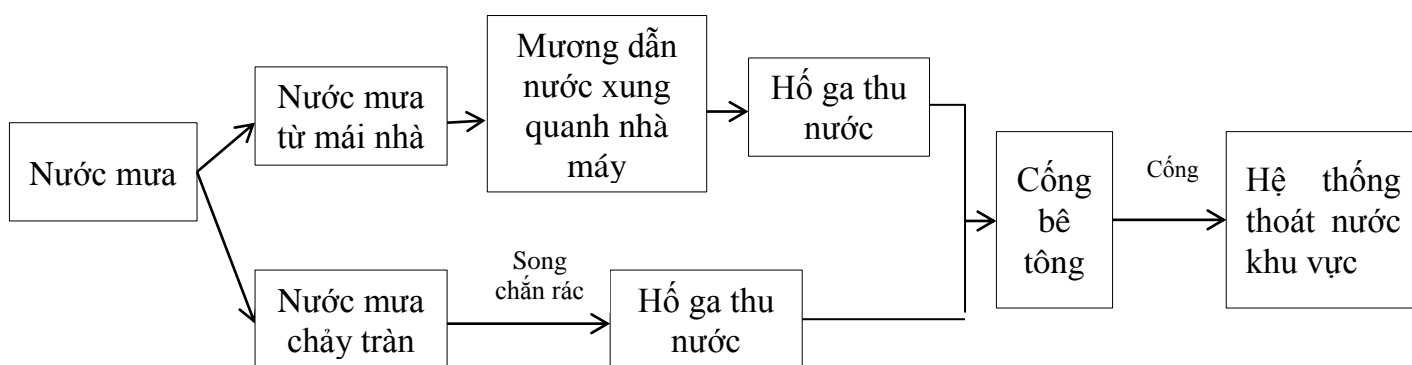 Nước mưa
Nước mưa
từ mái nhà
Mương dẫn
nước xung
quanh nhà
máy
Hố ga thu
nước
Nước mưa
chảy tràn
Song
chắn rác
Hố ga thu
nước
Cống
bê
tông
Cống
Hệ thống
thoát nước
khu vực